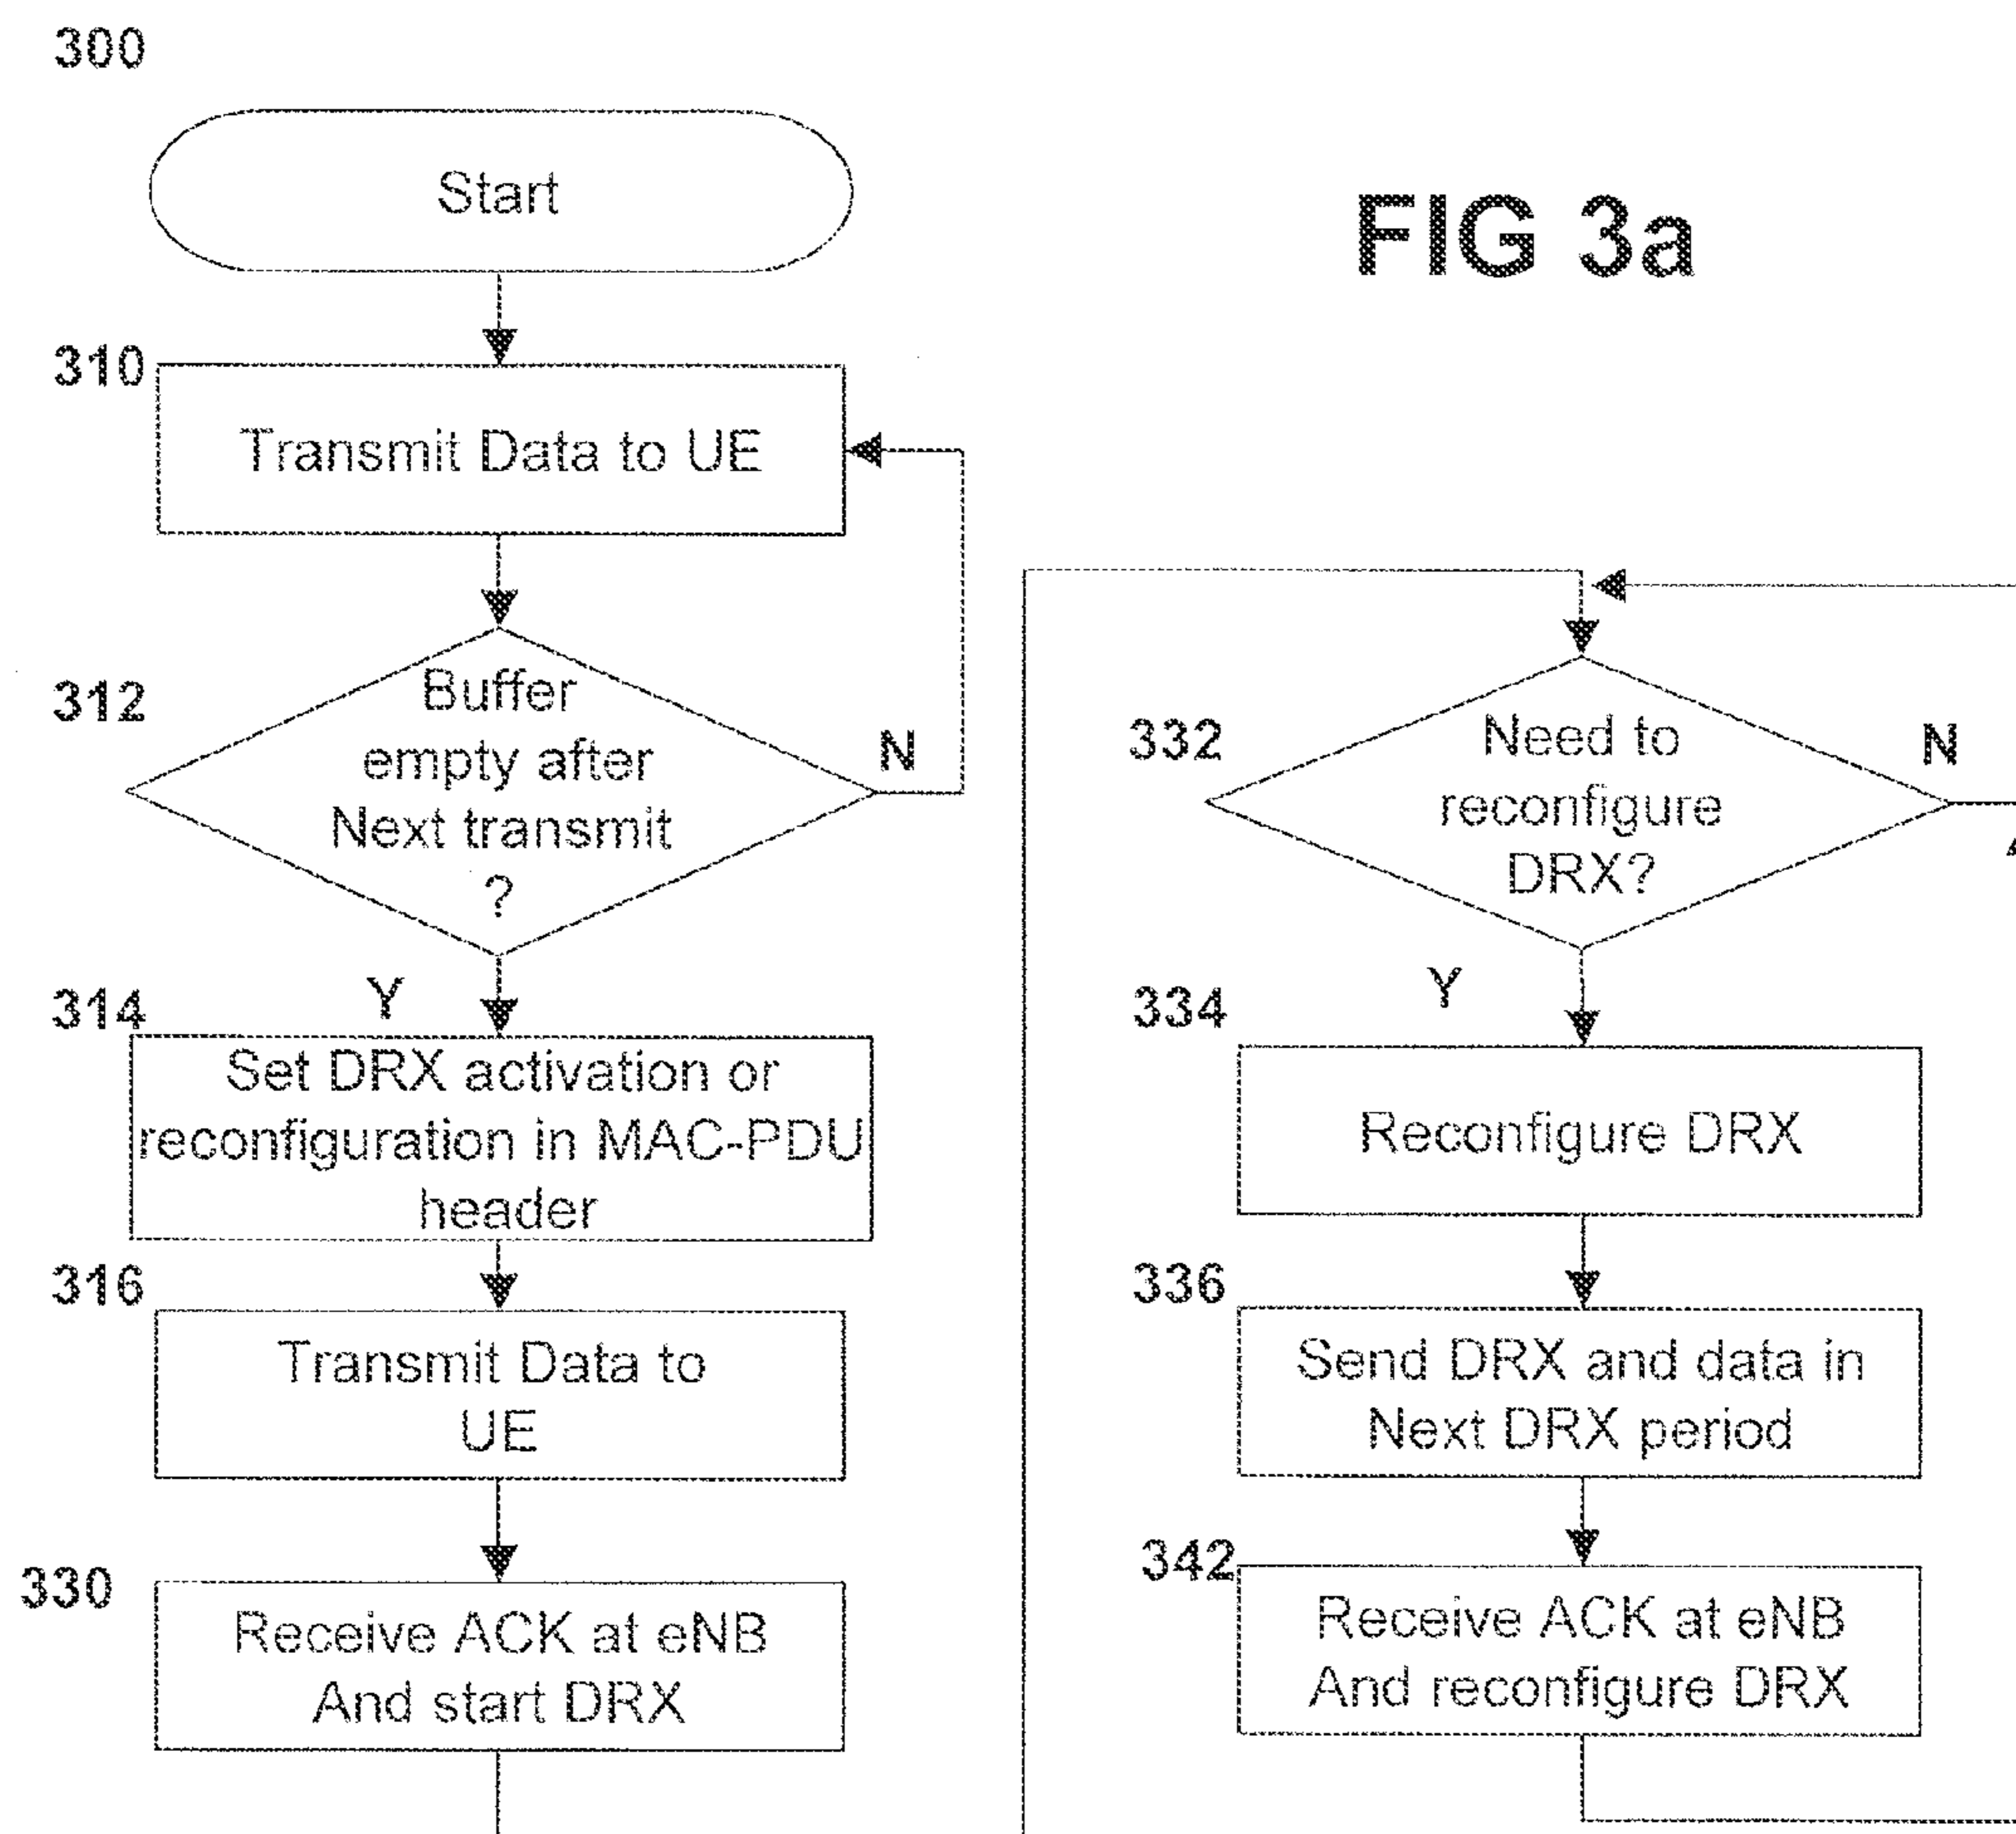 300
Start
FIG 3a
310
Transmit Data to UE
312
Buffer
empty after
Next transmit
?
N
Y
314
Set DRX activation or
reconfiguration in MAC-PDU
header
316
Transmit Data to
UE
330
Receive ACK at eNB
And start DRX
332
Need to
reconfigure
DRX?
N
Y
334
Reconfigure DRX
336
Send DRX and data in
Next DRX period
342
Receive ACK at eNB
And reconfigure DRX